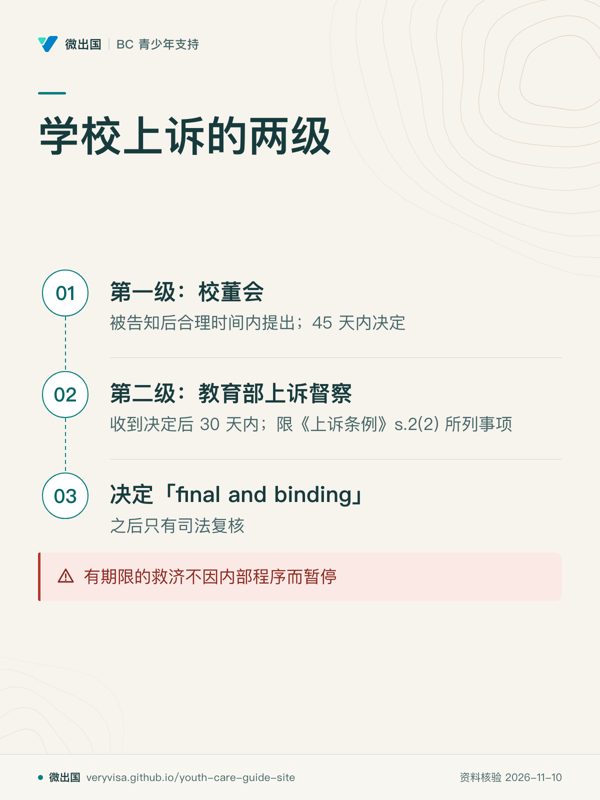 微出国 | BC 青少年支持
学校上诉的两级
01
第一级：校董会
被告知后合理时间内提出；45 天内决定
02
第二级：教育部上诉督察
收到决定后 30 天内；限《上诉条例》s.2(2) 所列事项
03
决定「final and binding」
之后只有司法复核
有期限的救济不因内部程序而暂停
微出国 veryvisa.github.io/youth-care-guide-site
资料核验 2026-11-10